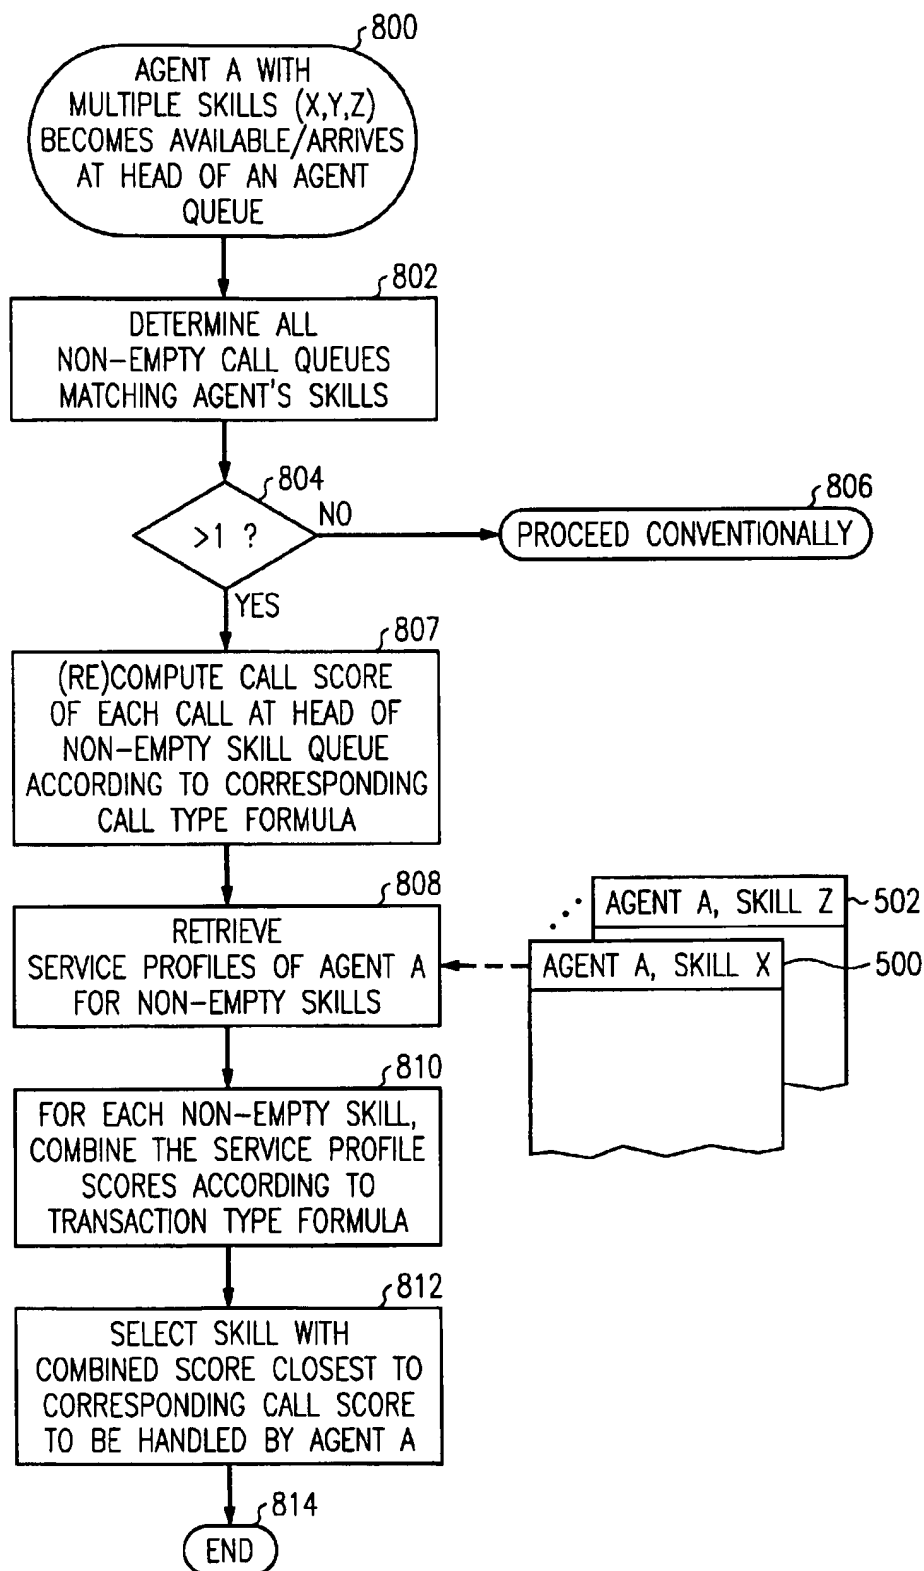 800
AGENT A WITH
MULTIPLE SKILLS (X,Y,Z)
BECOMES AVAILABLE/ARRIVES
AT HEAD OF AN AGENT
QUEUE
802
DETERMINE ALL
NON-EMPTY CALL QUEUES
MATCHING AGENT'S SKILLS
804
>1 ?
NO
806
PROCEED CONVENTIONALLY
YES
807
(RE)COMPUTE CALL SCORE
OF EACH CALL AT HEAD OF
NON-EMPTY SKILL QUEUE
ACCORDING TO CORRESPONDING
CALL TYPE FORMULA
808
RETRIEVE
SERVICE PROFILES OF AGENT A
FOR NON-EMPTY SKILLS
AGENT A, SKILL Z
502
AGENT A, SKILL X
500
810
FOR EACH NON-EMPTY SKILL,
COMBINE THE SERVICE PROFILE
SCORES ACCORDING TO
TRANSACTION TYPE FORMULA
812
SELECT SKILL WITH
COMBINED SCORE CLOSEST TO
CORRESPONDING CALL SCORE
TO BE HANDLED BY AGENT A
814
END